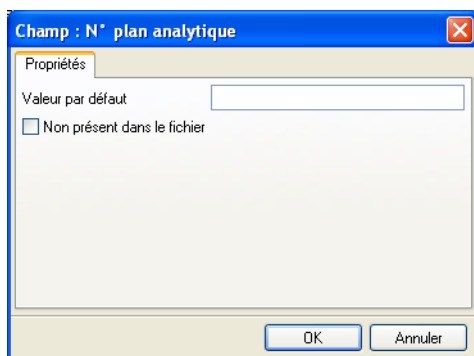 Champ : N° plan analytique
Propriétés
Valeur par défaut
Non présent dans le fichier
OK Annuler